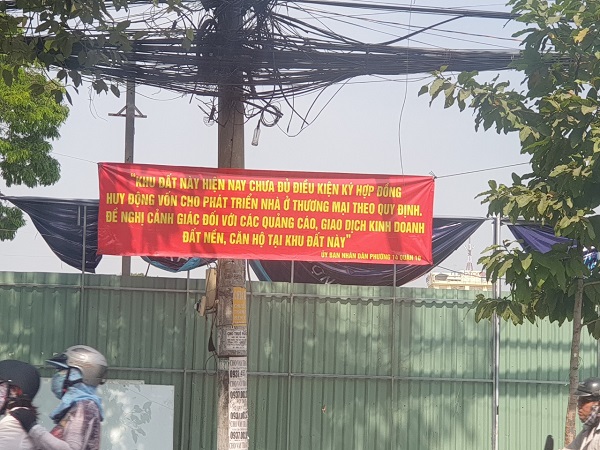 "KHU ĐẤT NÀY HIỆN NAY CHƯA ĐỦ ĐIỀU KIỆN KÝ HỢP ĐỒNG
HUY ĐỘNG VỐN CHO PHÁT TRIỂN NHÀ Ở THƯƠNG MẠI THEO QUY ĐỊNH.
ĐỀ NGHỊ CẢNH GIÁC ĐỐI VỚI CÁC QUẢNG CÁO, GIAO DỊCH KINH DOANH
ĐẤT NỀN, CĂN HỘ TẠI KHU ĐẤT NÀY"
ỦY BAN NHÂN DÂN PHƯỜNG 15 QUẬN 10